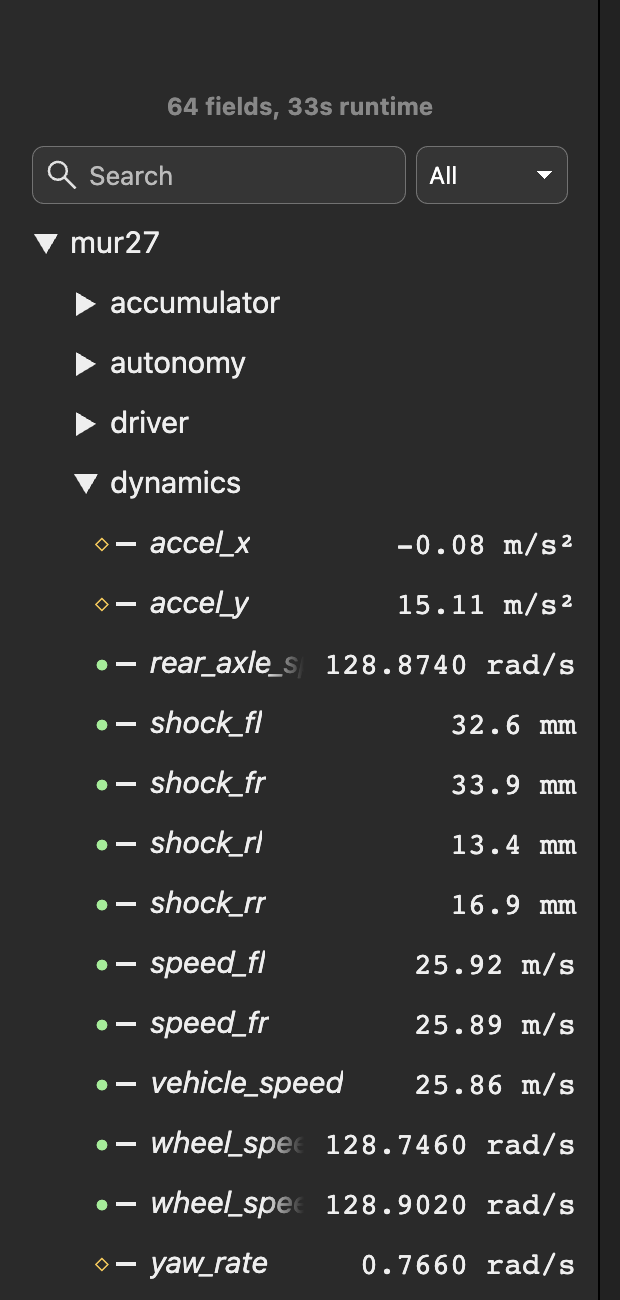 64 fields, 33s runtime
Search All
mur27
accumulator
autonomy
driver
dynamics
accel_x -0.08 m/s²
accel_y 15.11 m/s²
rear_axle_s 128.8740 rad/s
shock_fl 32.6 mm
shock_fr 33.9 mm
shock_rl 13.4 mm
shock_rr 16.9 mm
speed_fl 25.92 m/s
speed_fr 25.89 m/s
vehicle_speed 25.86 m/s
wheel_spee 128.7460 rad/s
wheel_spee 128.9020 rad/s
yaw_rate 0.7660 rad/s